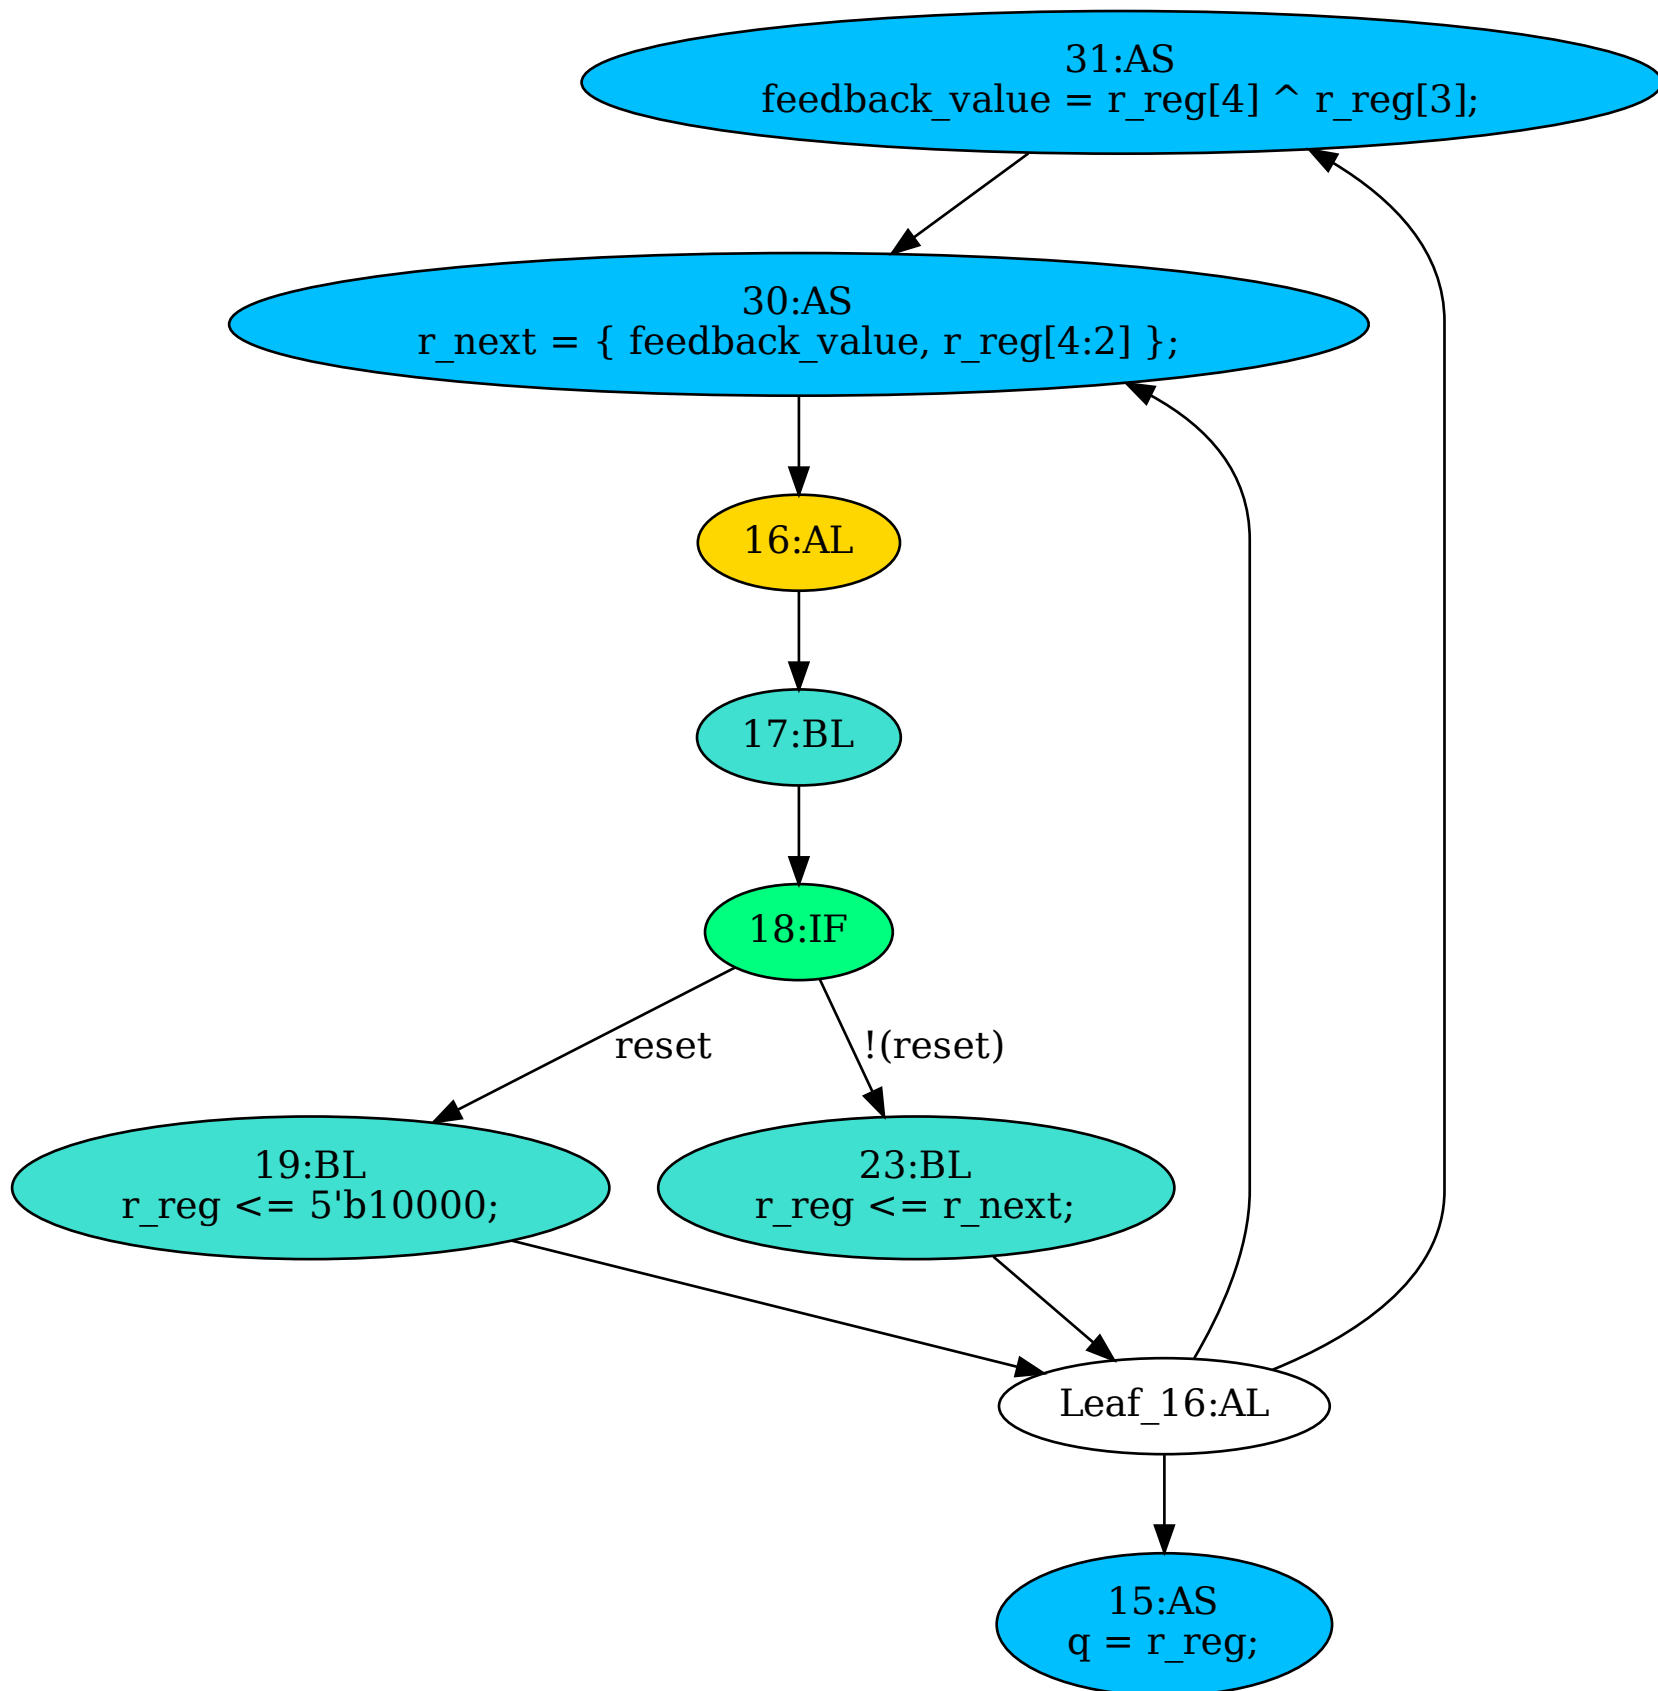 31:AS
feedback_value = r_reg[4] ^ r_reg[3];
30:AS
r_next = { feedback_value, r_reg[4:2] };
16:AL
17:BL
18:IF
reset
!(reset)
19:BL
r_reg <= 5'b10000;
23:BL
r_reg <= r_next;
Leaf_16:AL
15:AS
q = r_reg;